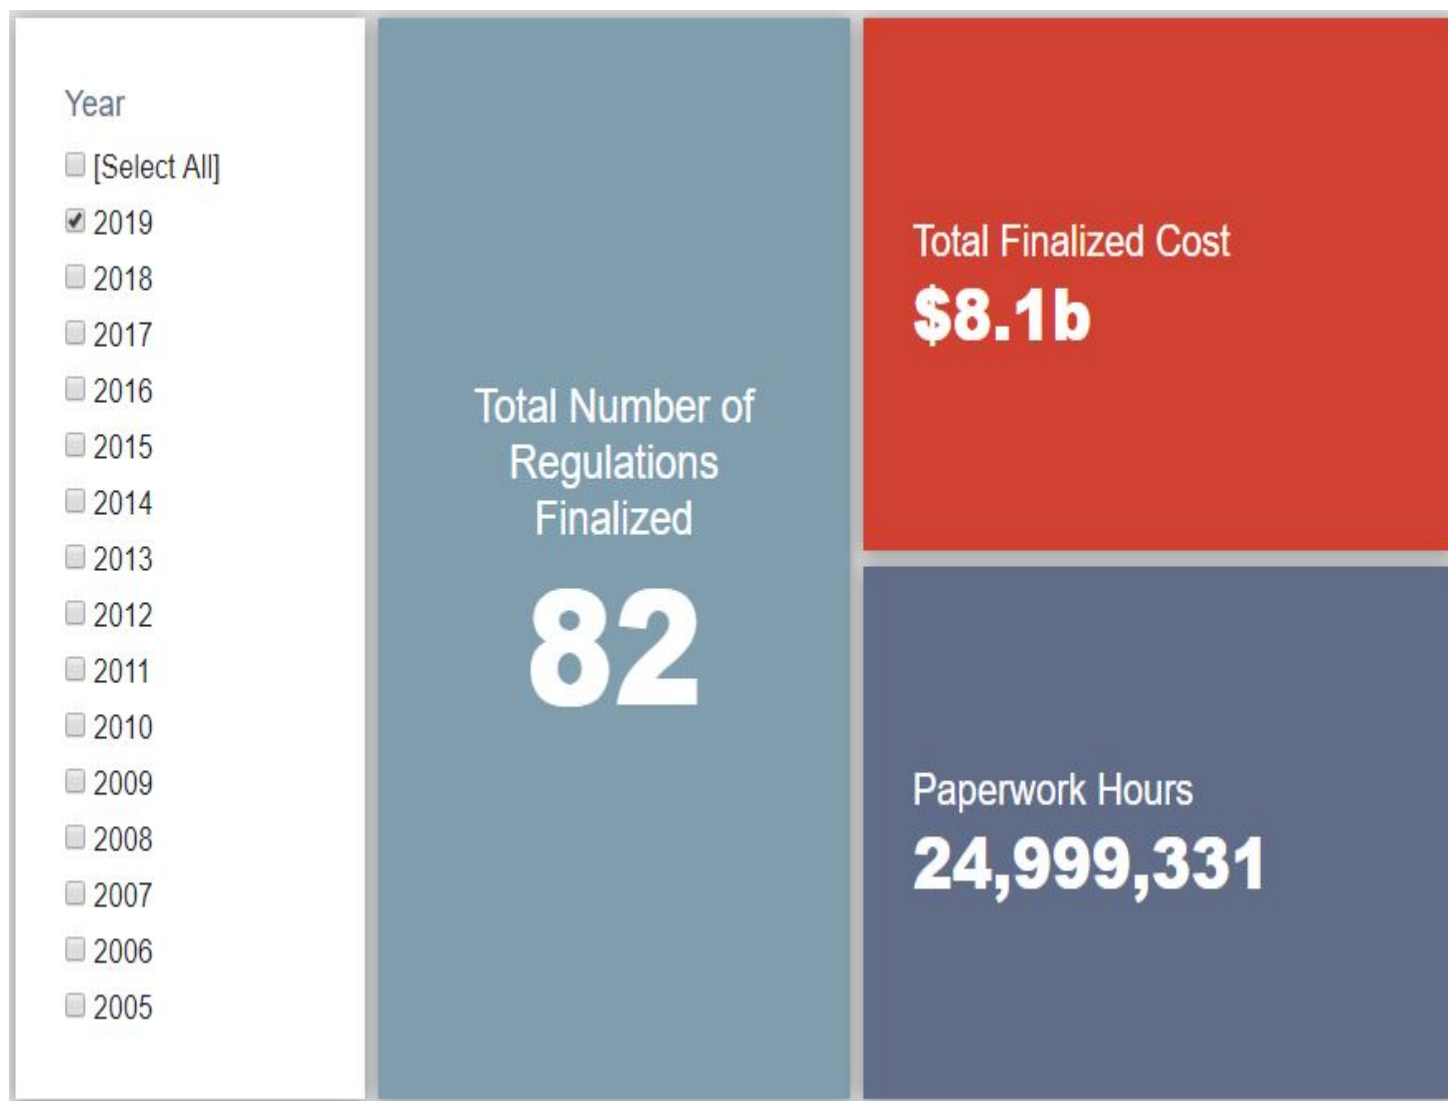 Year
[Select All]
2019
2018
2017
2016
2015
2014
2013
2012
2011
2010
2009
2008
2007
2006
2005
Total Number of
Regulations
Finalized
82
Total Finalized Cost
$8.1b
Paperwork Hours
24,999,331